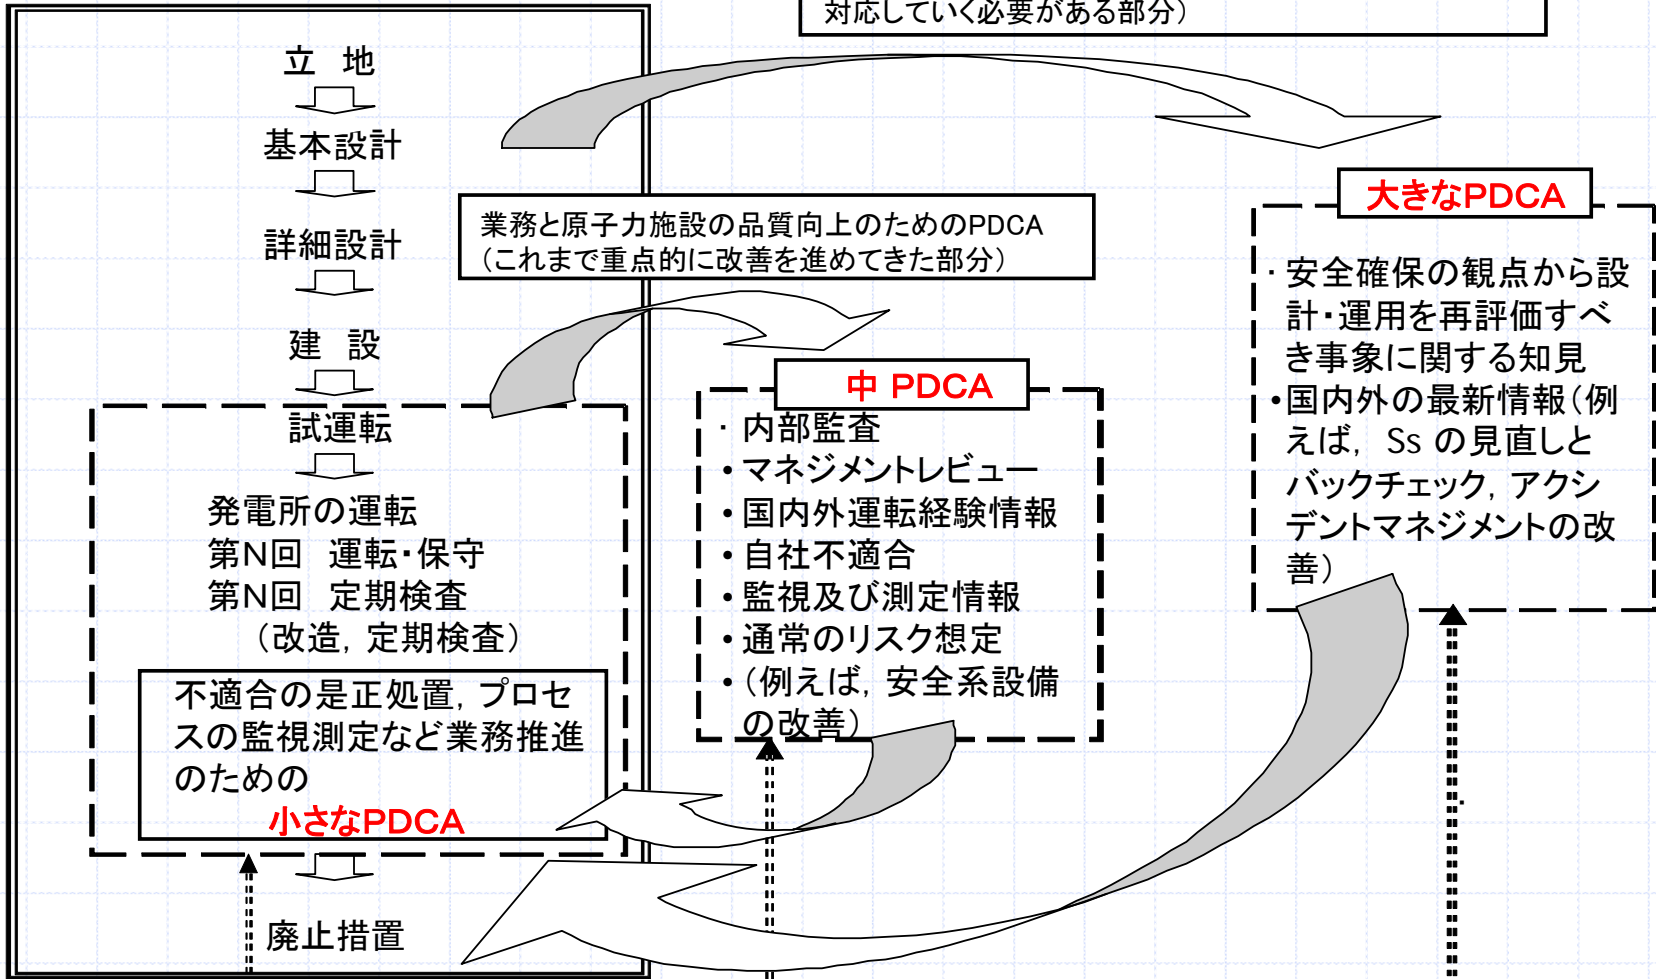 対応していく必要がある部分）
立　地
基本設計
詳細設計
建　設
試運転
発電所の運転
第N回　運転・保守
第N回　定期検査
（改造，定期検査）
不適合の是正処置，プロセ
スの監視測定など業務推進
のための
小さなPDCA
廃止措置
業務と原子力施設の品質向上のためのPDCA
（これまで重点的に改善を進めてきた部分）
中 PDCA
・内部監査
・マネジメントレビュー
・国内外運転経験情報
・自社不適合
・監視及び測定情報
・通常のリスク想定
・（例えば，安全系設備
の改善）
大きなPDCA
・安全確保の観点から設
計・運用を再評価すべ
き事象に関する知見
・国内外の最新情報（例
えば，Ss の見直しと
バックチェック，アクシ
デントマネジメントの改
善）